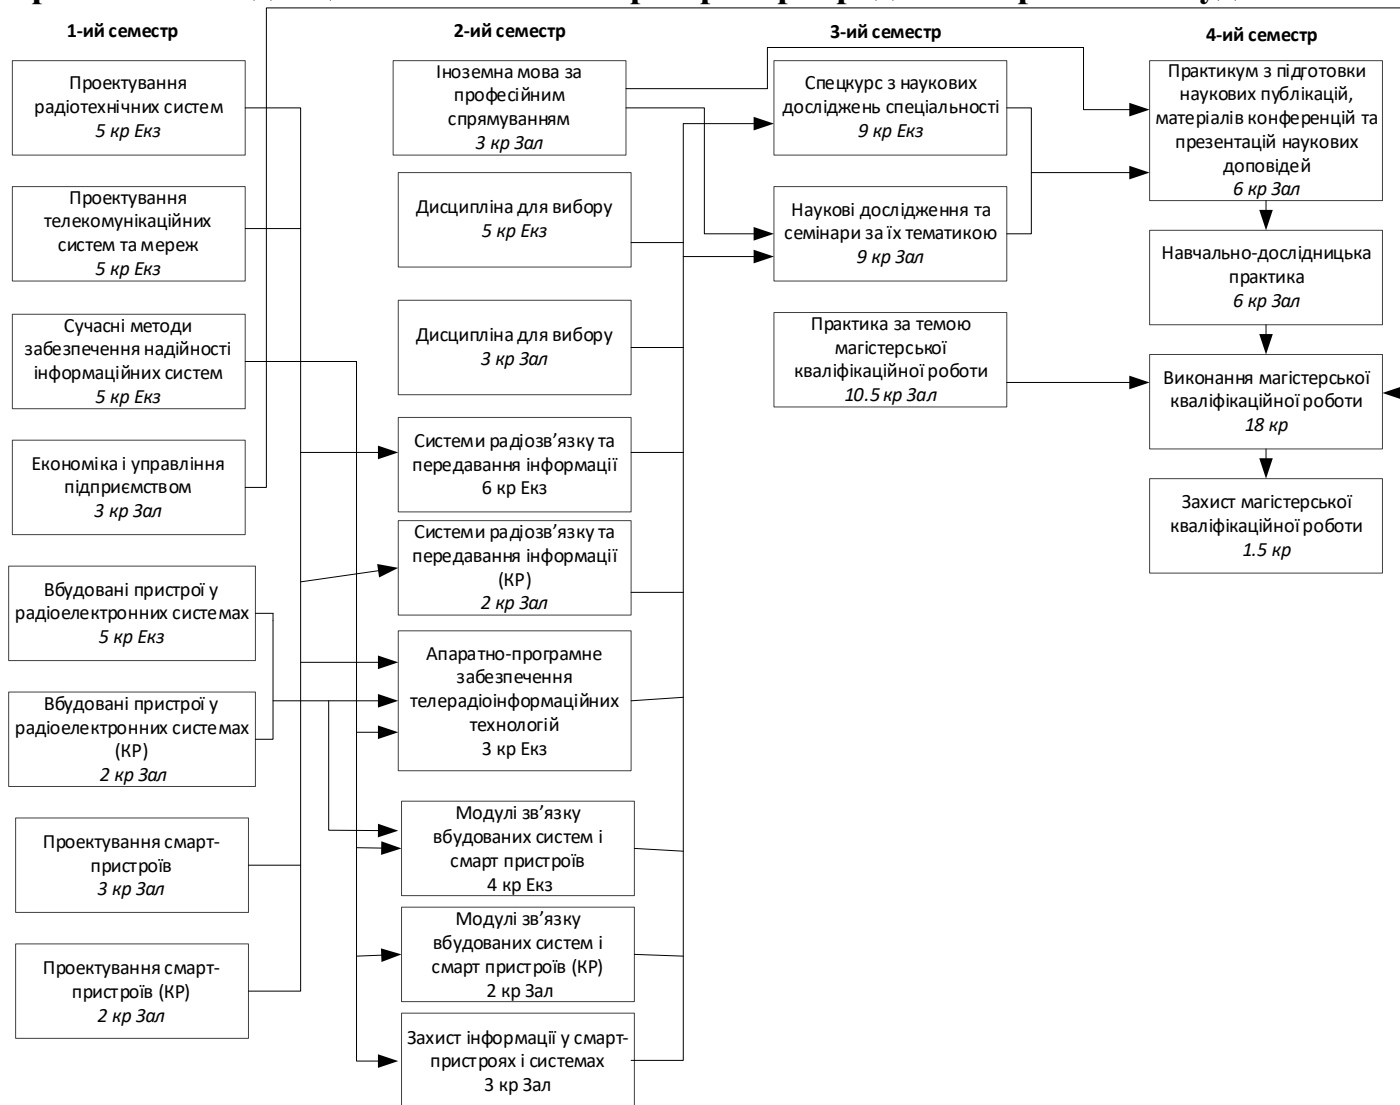 1-ий семестр
Проектування
радіотехнічних систем
5 кр Екз
Проектування
телекомунікаційних
систем та мереж
5 кр Екз
Сучасні методи
забезпечення надійності
інформаційних систем
5 кр Екз
Економіка і управління
підприємством
3 кр Зал
Вбудовані пристрої у
радіоелектронних системах
5 кр Екз
Вбудовані пристрої у
радіоелектронних системах
(КР)
2 кр Зал
Проектування смарт-
пристроїв
3 кр Зал
Проектування смарт-
пристроїв (КР)
2 кр Зал
2-ий семестр
Іноземна мова за
професійним
спрямуванням
3 кр Зал
Дисципліна для вибору
5 кр Екз
Дисципліна для вибору
3 кр Зал
Системи радіозв’язку та
передавання інформації
6 кр Екз
Системи радіозв’язку та
передавання інформації
(КР)
2 кр Зал
Апаратно-програмне
забезпечення
телерадіоінформаційних
технологій
3 кр Екз
Модулі зв’язку
вбудованих систем і
смарт пристроїв
4 кр Екз
Модулі зв’язку
вбудованих систем і
смарт пристроїв (КР)
2 кр Зал
Захист інформації у смарт-
пристроях і системах
3 кр Зал
3-ий семестр
Спецкурс з наукових
досліджень спеціальності
9 кр Екз
Наукові дослідження та
семінари за їх тематикою
9 кр Зал
Практика за темою
магістерської
кваліфікаційної роботи
10.5 кр Зал
4-ий семестр
Практикум з підготовки
наукових публікацій,
матеріалів конференцій та
презентацій наукових
доповідей
6 кр Зал
Навчально-дослідницька
практика
6 кр Зал
Виконання магістерської
кваліфікаційної роботи
18 кр
Захист магістерської
кваліфікаційної роботи
1.5 кр